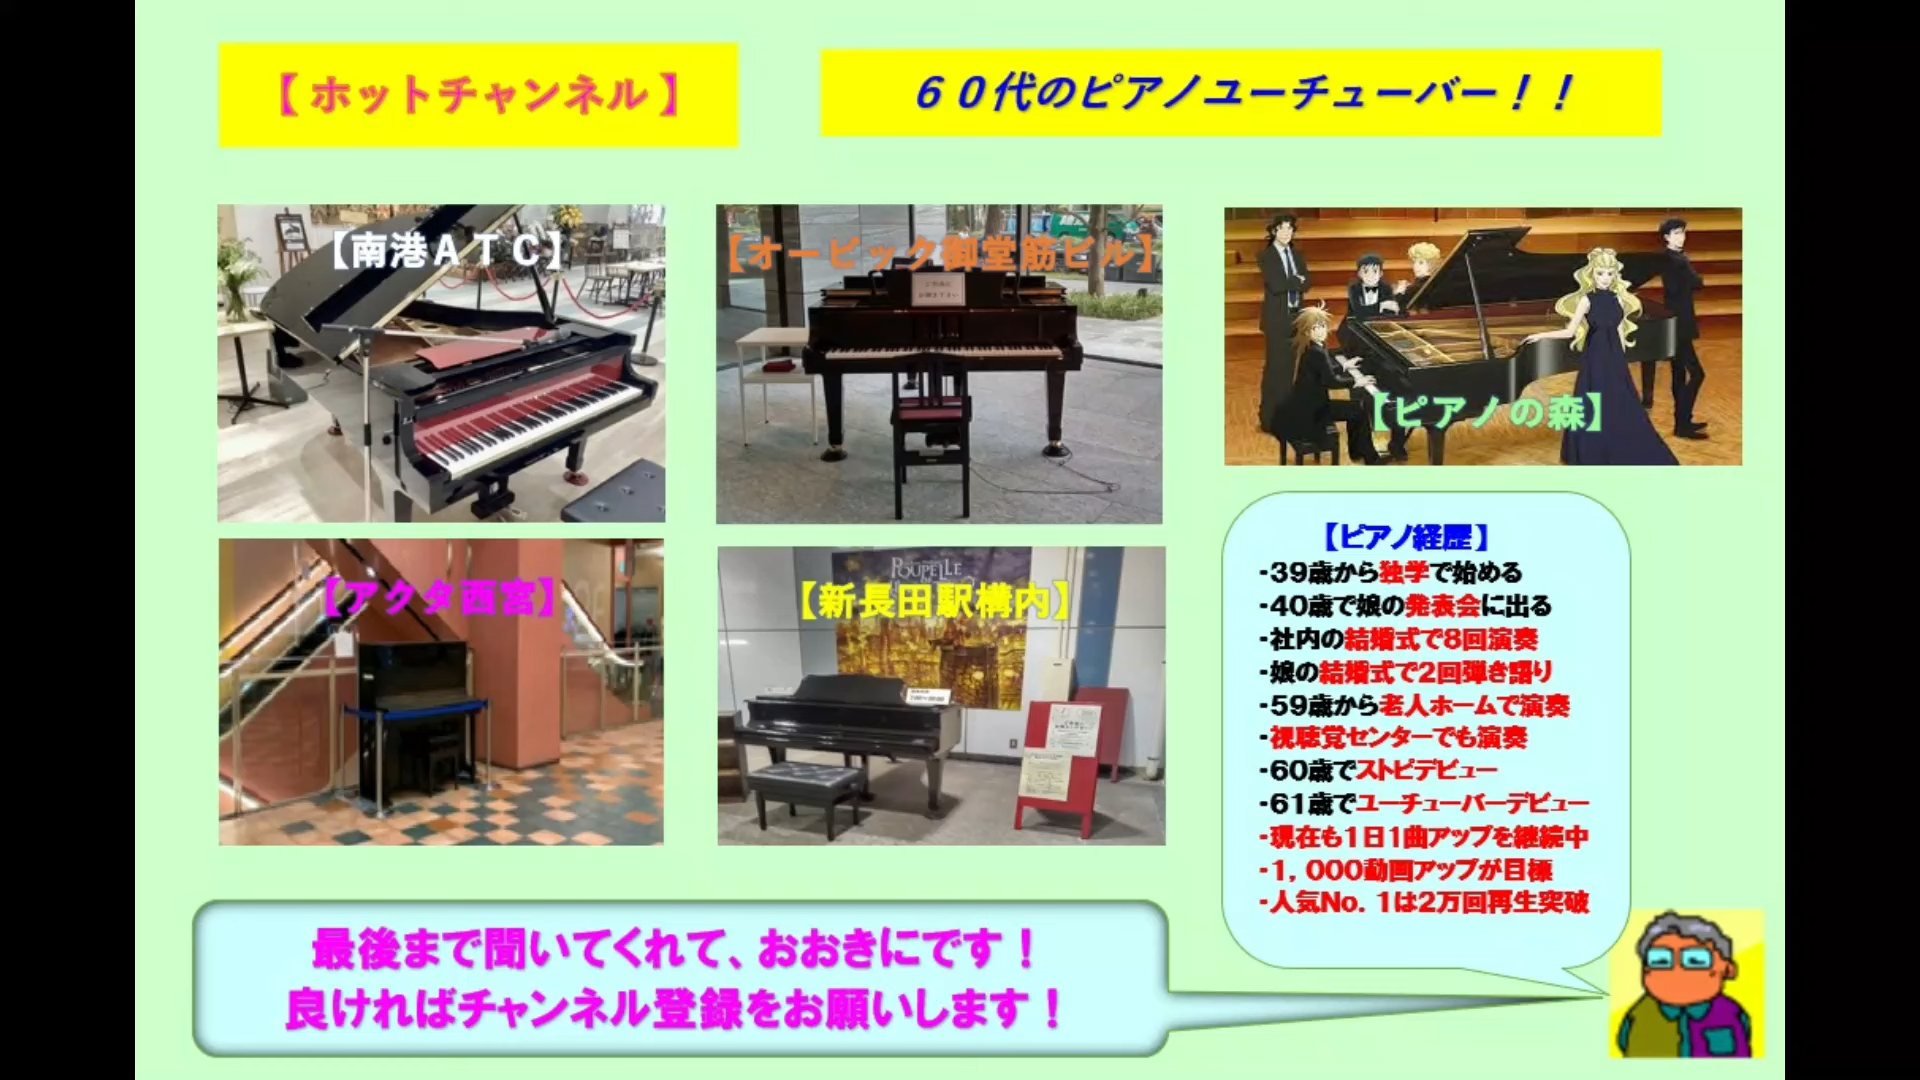 【ホットチャンネル】
６０代のピアノユーチューバー！！
【南港ＡＴＣ】
【オービック御堂筋ビル】
【ピアノの森】
【アクタ西宮】
POUPELLE
【新長田駅構内】
【ピアノ経歴】
・39歳から独学で始める
・40歳で娘の発表会に出る
・社内の結婚式で8回演奏
・娘の結婚式で2回弾き語り
・59歳から老人ホームで演奏
・視聴覚センターでも演奏
・60歳でストピデビュー
・61歳でユーチューバーデビュー
・現在も1日1曲アップを継続中
・1，000動画アップが目標
・人気No．1は2万回再生突破
最後まで聞いてくれて、おおきにです！
良ければチャンネル登録をお願いします！